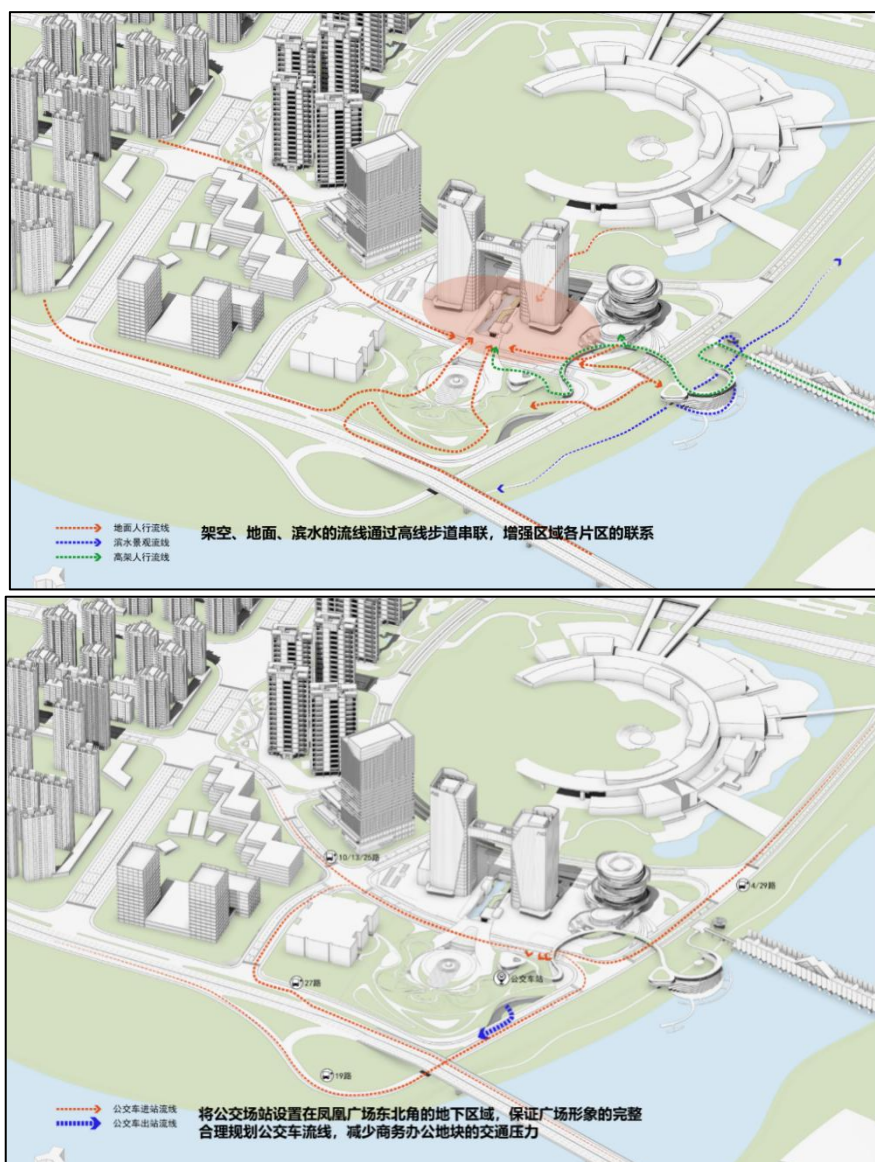 地面人行流线
滨水景观流线
高架人行流线
架空、地面、滨水的流线通过高线步道串联，增强区域各片区的联系
10/13/25路
4/29路
公交车站
27路
19路
公交车进站流线
公交车出站流线
将公交场站设置在凤凰广场东北角的地下区域，保证广场形象的完整
合理规划公交车流线，减少商务办公地块的交通压力